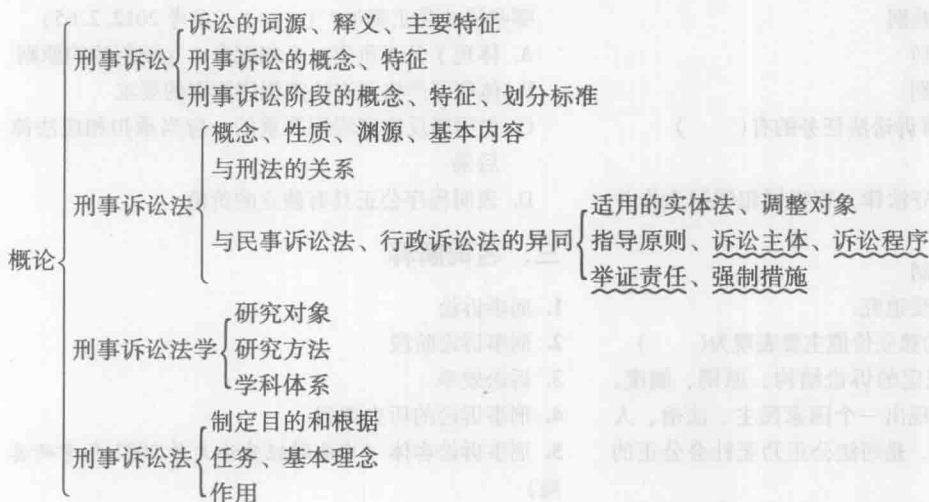 诉讼的词源、释义、主要特征
刑事诉讼
刑事诉讼的概念、特征
刑事诉讼阶段的概念、特征、划分标准
概念、性质、渊源、基本内容
与刑法的关系
刑事诉讼法
适用的实体法、调整对象
与民事诉讼法、行政诉讼法的异同
指导原则、诉讼主体、诉讼程序
举证责任、强制措施
概论
研究对象
刑事诉讼法学
研究方法
学科体系
制定目的和根据
刑事诉讼法
任务、基本理念
作用